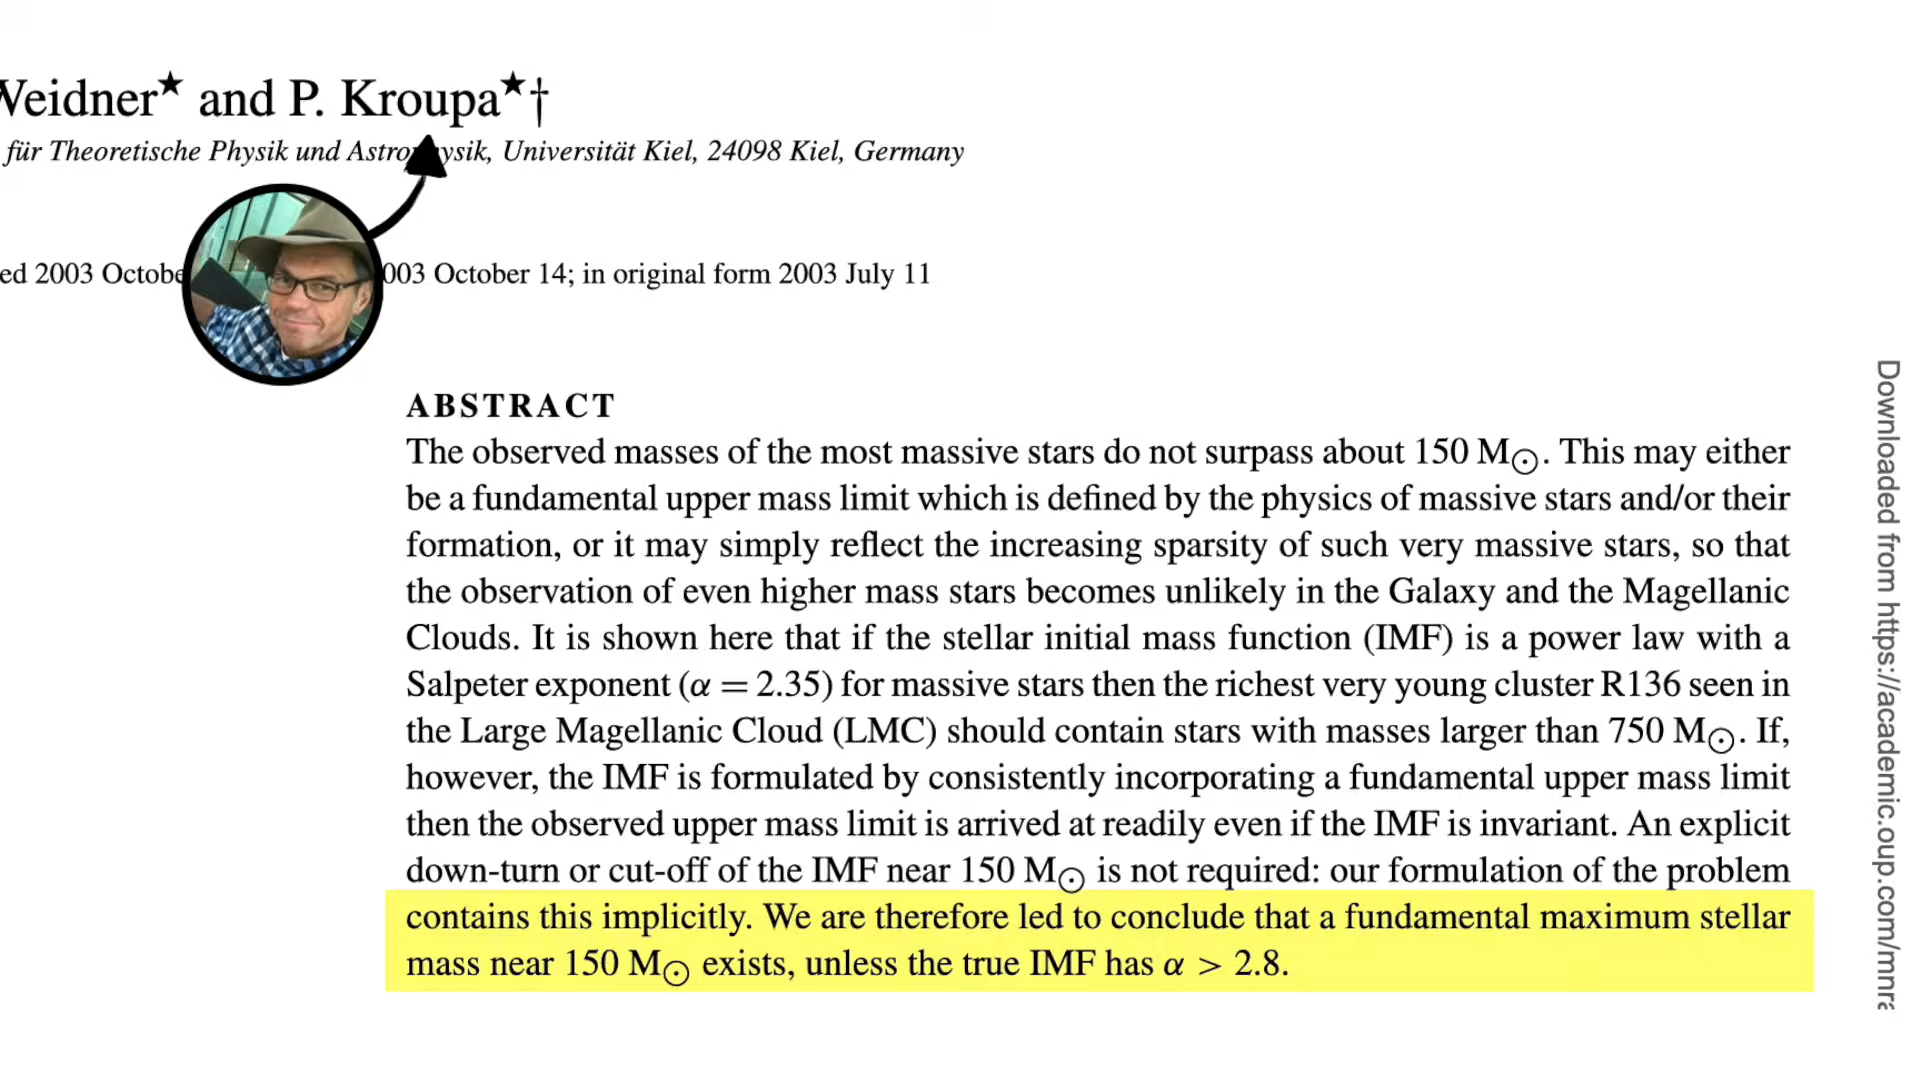 Weidner★ and P. Kroupa★†
für Theoretische Physik und Astrophysik, Universität Kiel, 24098 Kiel, Germany
ed 2003 Octobe 003 October 14; in original form 2003 July 11
ABSTRACT
The observed masses of the most massive stars do not surpass about 150 M⊙. This may either
be a fundamental upper mass limit which is defined by the physics of massive stars and/or their
formation, or it may simply reflect the increasing sparsity of such very massive stars, so that
the observation of even higher mass stars becomes unlikely in the Galaxy and the Magellanic
Clouds. It is shown here that if the stellar initial mass function (IMF) is a power law with a
Salpeter exponent (α = 2.35) for massive stars then the richest very young cluster R136 seen in
the Large Magellanic Cloud (LMC) should contain stars with masses larger than 750 M⊙. If,
however, the IMF is formulated by consistently incorporating a fundamental upper mass limit
then the observed upper mass limit is arrived at readily even if the IMF is invariant. An explicit
down-turn or cut-off of the IMF near 150 M⊙ is not required: our formulation of the problem
contains this implicitly. We are therefore led to conclude that a fundamental maximum stellar
mass near 150 M⊙ exists, unless the true IMF has α > 2.8.
Downloaded from https://academic.oup.com/mnra